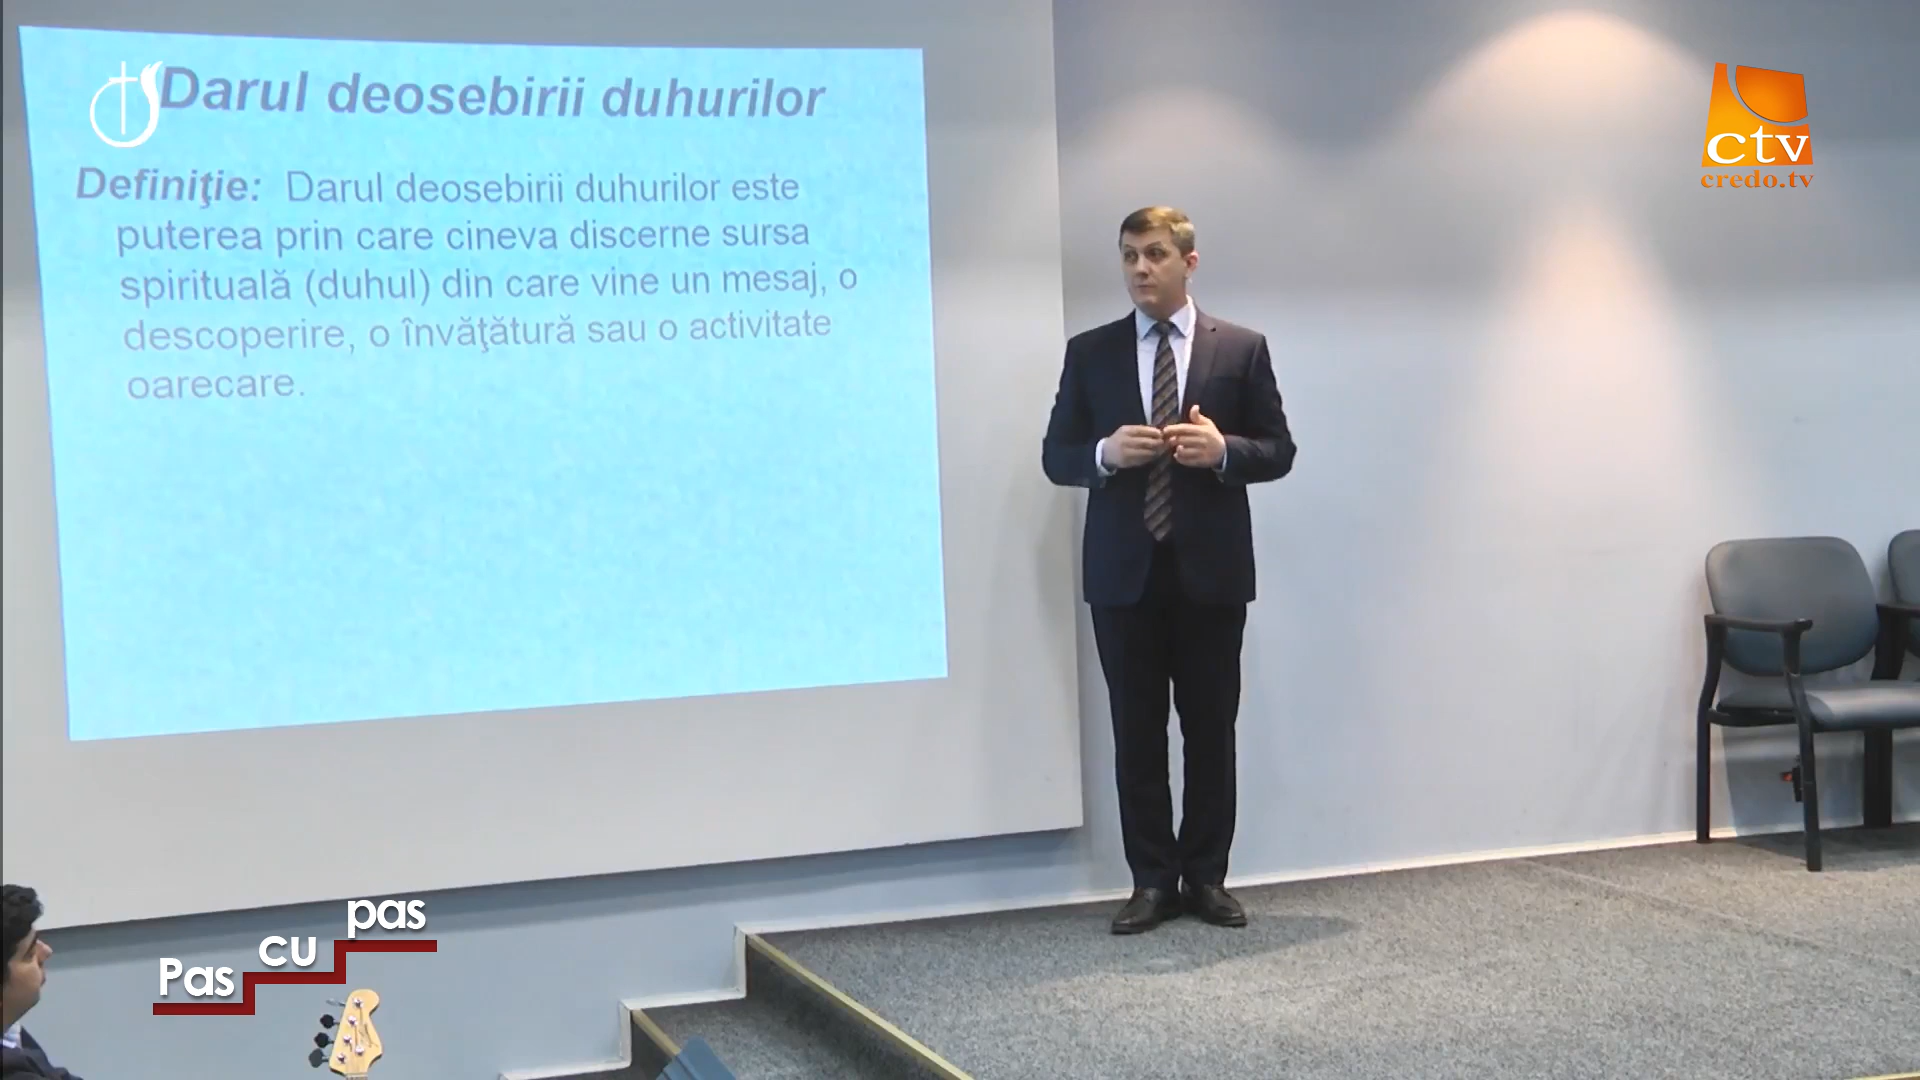 Darul deosebirii duhurilor
Definiţie: Darul deosebirii duhurilor este
puterea prin care cineva discerne sursa
spirituală (duhul) din care vine un mesaj, o
descoperire, o învăţătură sau o activitate
oarecare.
ctv
credo.tv
Pas cu pas